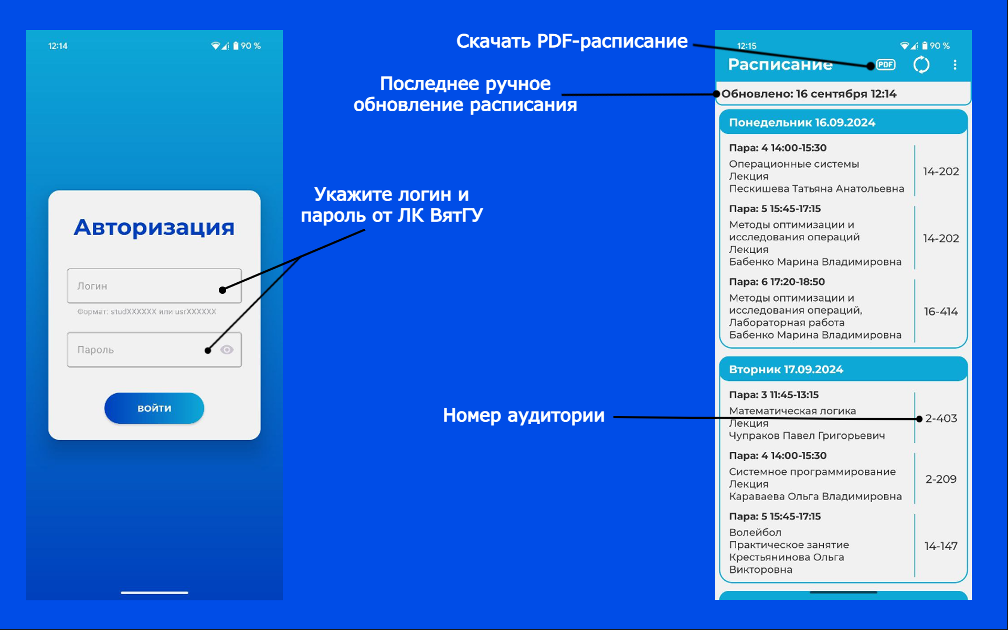 12:14
90 %
Авторизация
Логин
Формат: studXXXXXX или usrXXXXXX
Пароль
ВОЙТИ
Скачать PDF-расписание
Последнее ручное
обновление расписания
Укажите логин и
пароль от ЛК ВятГУ
Номер аудитории
12:15
90 %
Расписание
PDF
Обновлено: 16 сентября 12:14
Понедельник 16.09.2024
Пара: 4 14:00-15:30
Операционные системы
Лекция
Пескишева Татьяна Анатольевна
14-202
Пара: 5 15:45-17:15
Методы оптимизации и
исследования операций
Лекция
Бабенко Марина Владимировна
14-202
Пара: 6 17:20-18:50
Методы оптимизации и
исследования операций,
Лабораторная работа
Бабенко Марина Владимировна
16-414
Вторник 17.09.2024
Пара: 3 11:45-13:15
Математическая логика
Лекция
Чупраков Павел Григорьевич
2-403
Пара: 4 14:00-15:30
Системное программирование
Лекция
Караваева Ольга Владимировна
2-209
Пара: 5 15:45-17:15
Волейбол
Практическое занятие
Крестьянинова Ольга
Викторовна
14-147